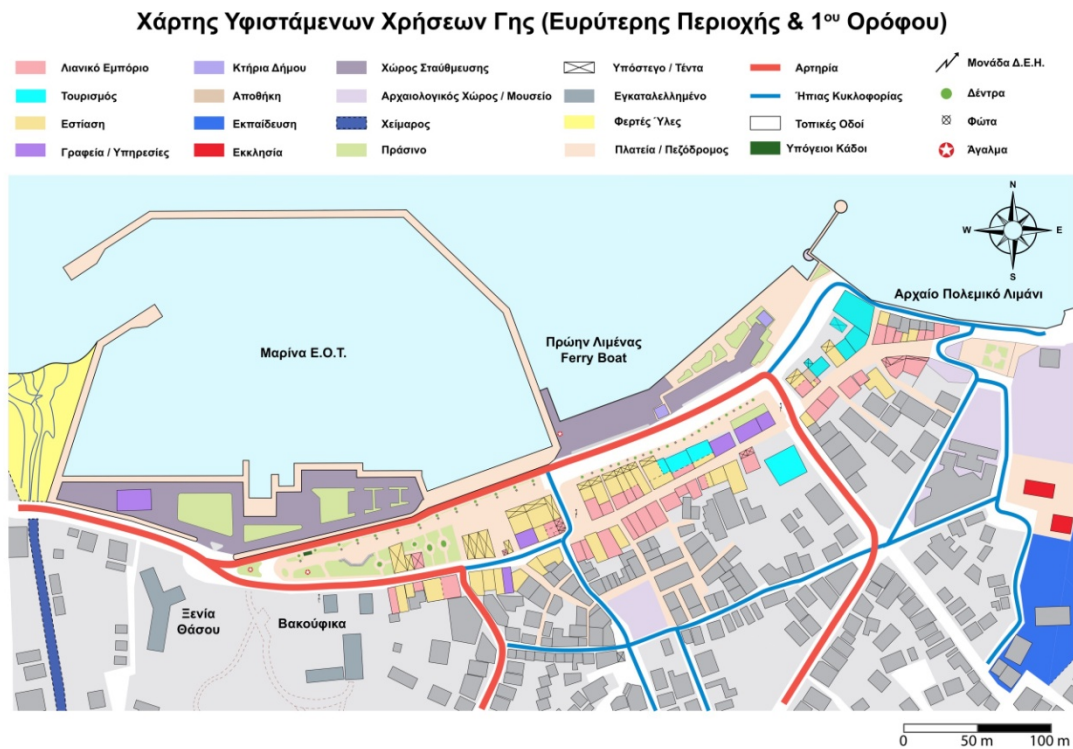 Χάρτης Υφιστάμενων Χρήσεων Γης (Ευρύτερης Περιοχής & 1ου Ορόφου)
Λιανικό Εμπόριο
Κτήρια Δήμου
Χώρος Σταύθμευσης
Υπόστεγο / Τέντα
Αρτηρία
Μονάδα Δ.Ε.Η.
Τουρισμός
Αποθήκη
Αρχαιολογικός Χώρος / Μουσείο
Εγκαταλελλημένο
Ήπιας Κυκλοφορίας
Δέντρα
Εστίαση
Εκπαίδευση
Χείμαρος
Φερτές Ύλες
Τοπικές Οδοί
Φώτα
Γραφεία / Υπηρεσίες
Εκκλησία
Πράσινο
Πλατεία / Πεζόδρομος
Υπόγειοι Κάδοι
Άγαλμα
N
W
E
S
Αρχαίο Πολεμικό Λιμάνι
Πρώην Λιμένας
Ferry Boat
Μαρίνα Ε.Ο.Τ.
Ξενία
Θάσου
Βακούφικα
0 50 m 100 m